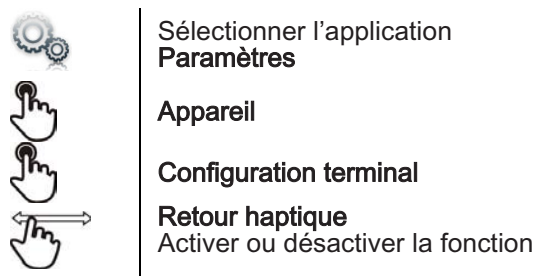 Sélectionner l’application
Paramètres
Appareil
Configuration terminal
Retour haptique
Activer ou désactiver la fonction